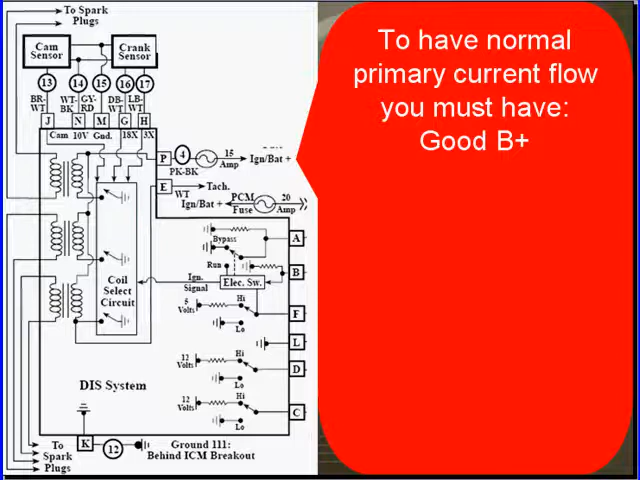 To Spark
Plugs
Cam
Sensor
Crank
Sensor
13 14 15 16 17
BR-
WT
WT-
BK
GY-
RD
DB-
WT
LB-
WT
J N M G H
Cam 10V Gnd. 18X 3X
P 4 15
Amp
Ign/Bat +
PK-BK
E
WT
Tach.
Ign/Bat +
PCM
Fuse
20
Amp
A
Bypass
B
Run
Elec. Sw.
Ign.
Signal
Coil
Select
Circuit
5
Volts
Hi
Lo
F
L
12
Volts
Hi
Lo
D
12
Volts
Hi
Lo
C
DIS System
K
12
To
Spark
Plugs
Ground 111:
Behind ICM Breakout
To have normal
primary current flow
you must have:
Good B+